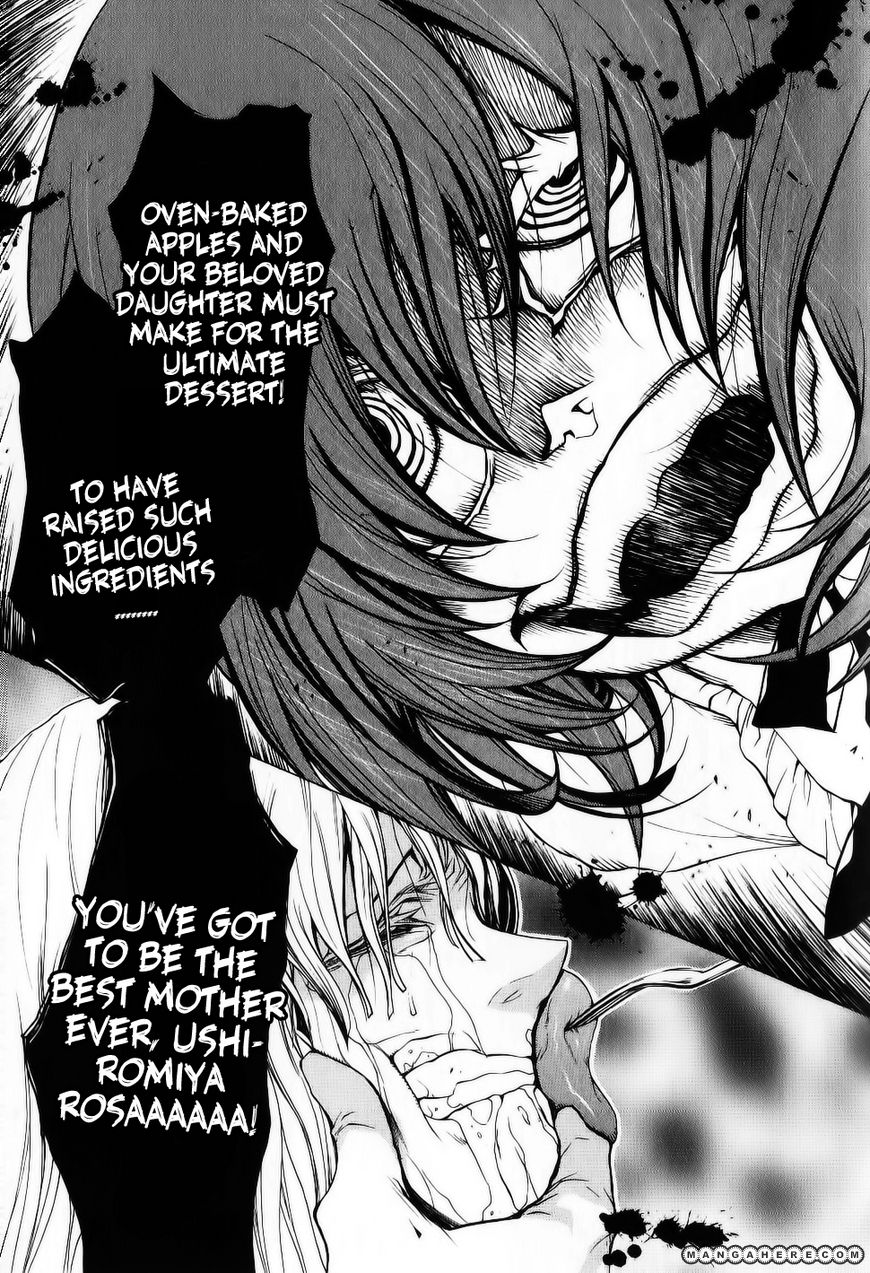 OVEN-BAKED
APPLES AND
YOUR BELOVED
DAUGHTER MUST
MAKE FOR THE
ULTIMATE
DESSERT!
TO HAVE
RAISED SUCH
DELICIOUS
INGREDIENTS
.........
YOU'VE GOT
TO BE THE
BEST MOTHER
EVER, USHI-
ROMIYA
ROSAAAAAA!
MANGAHERE.COM